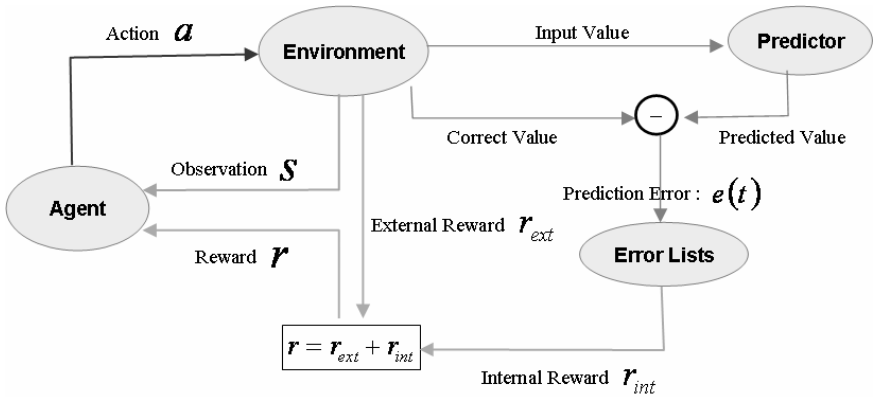 Action a
Environment
Input Value
Predictor
Correct Value
−
Predicted Value
Observation s
Agent
Prediction Error : e(t)
External Reward r_ext
Reward r
Error Lists
r = r_ext + r_int
Internal Reward r_int